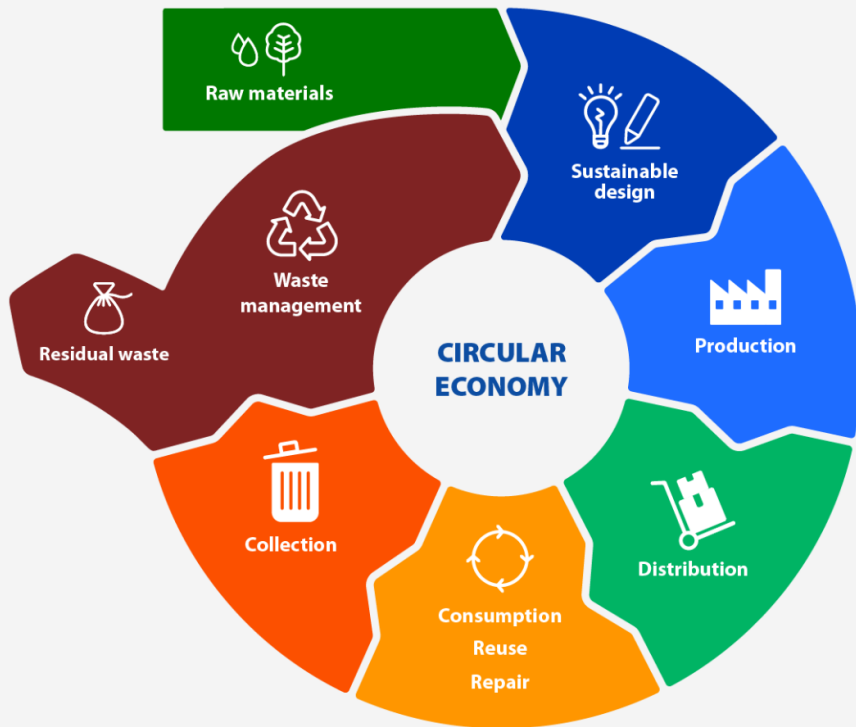 Raw materials
Sustainable
design
Production
Distribution
Consumption
Reuse
Repair
Collection
Waste
management
Residual waste
CIRCULAR
ECONOMY